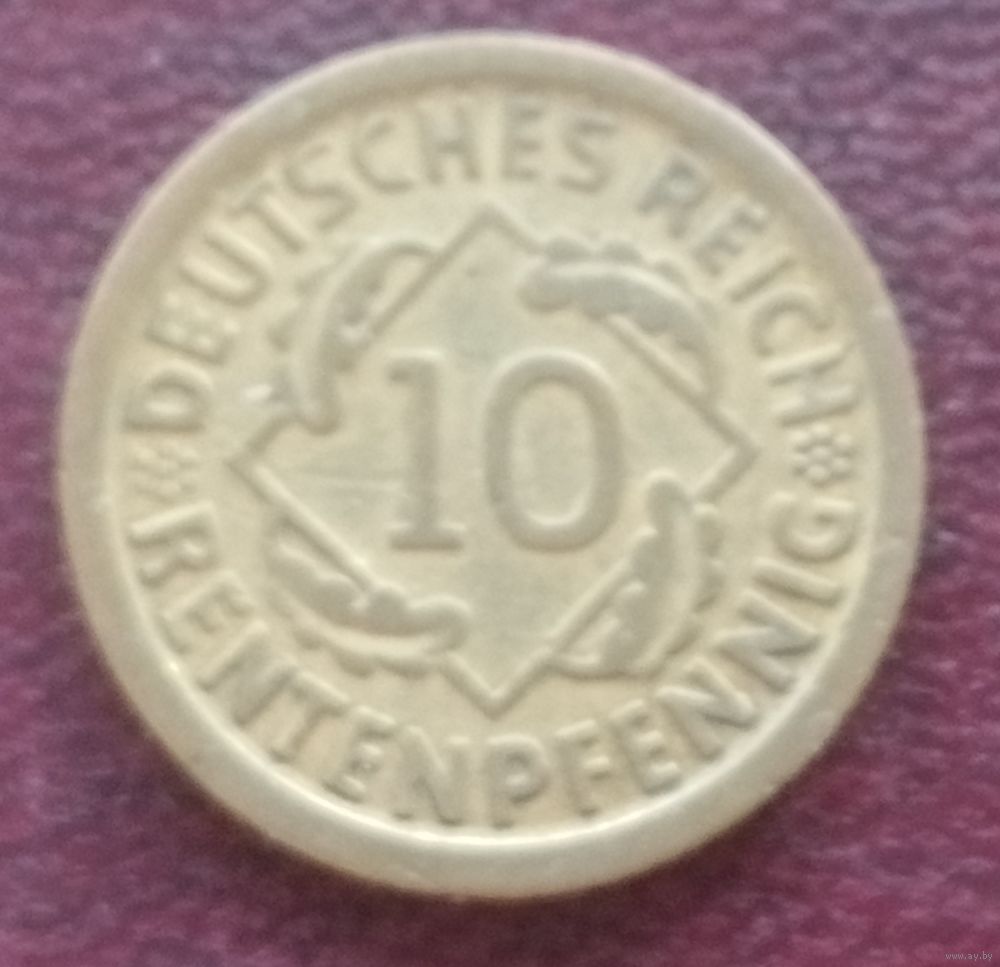 DEUTSCHES REICH
10
RENTENPFENNIG
www.ay.by